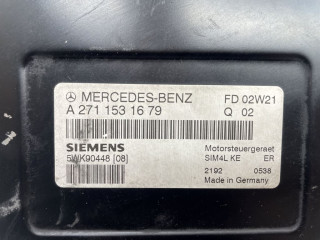 MERCEDES-BENZ FD 02W21
A 271 153 16 79 Q 02
SIEMENS Motorsteuergeraet
5WK90448 [08] SIM4L KE ER
2192 0538
Made in Germany